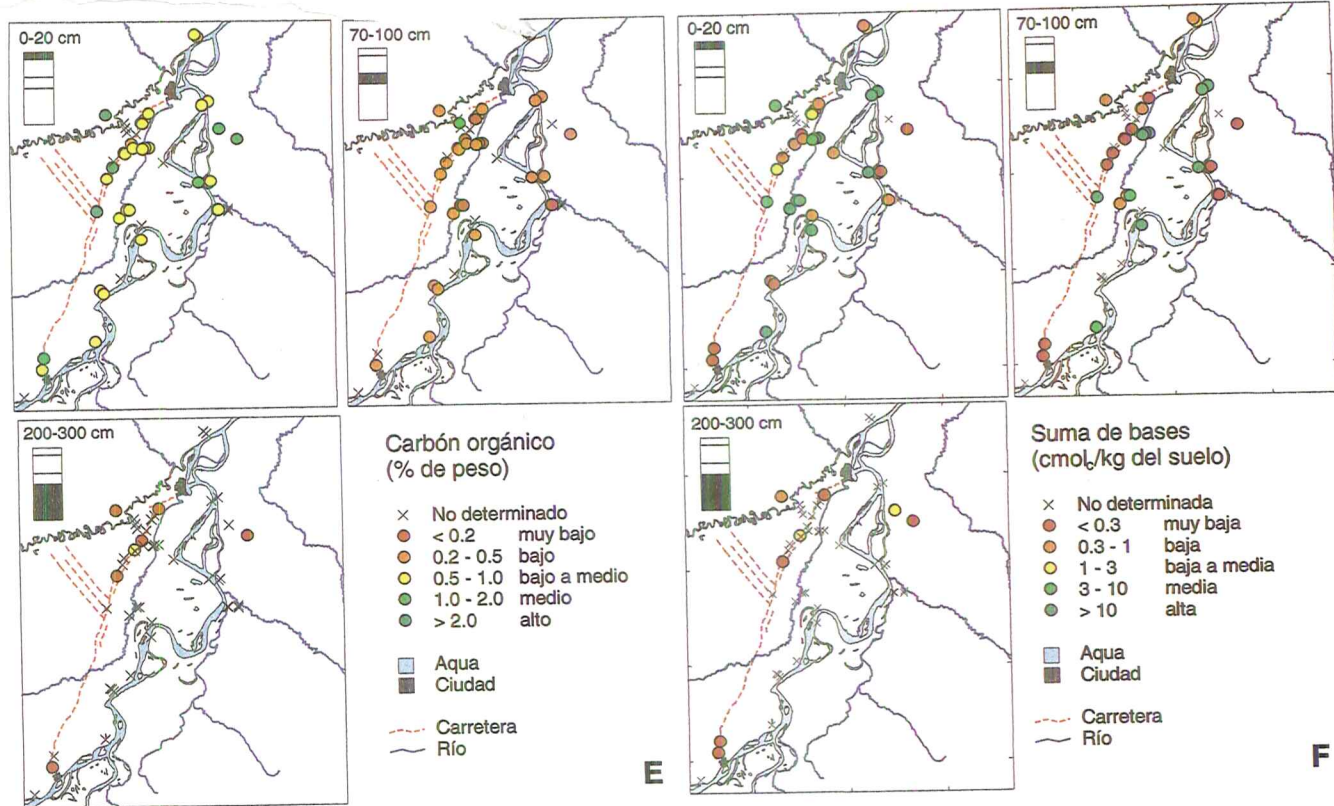 0-20 cm
70-100 cm
200-300 cm
Carbón orgánico
(% de peso)
× No determinado
< 0.2 muy bajo
0.2 - 0.5 bajo
0.5 - 1.0 bajo a medio
1.0 - 2.0 medio
> 2.0 alto
Aqua
Ciudad
Carretera
Río
E
0-20 cm
70-100 cm
200-300 cm
Suma de bases
(cmolc/kg del suelo)
× No determinada
< 0.3 muy baja
0.3 - 1 baja
1 - 3 baja a media
3 - 10 media
> 10 alta
Aqua
Ciudad
Carretera
Río
F